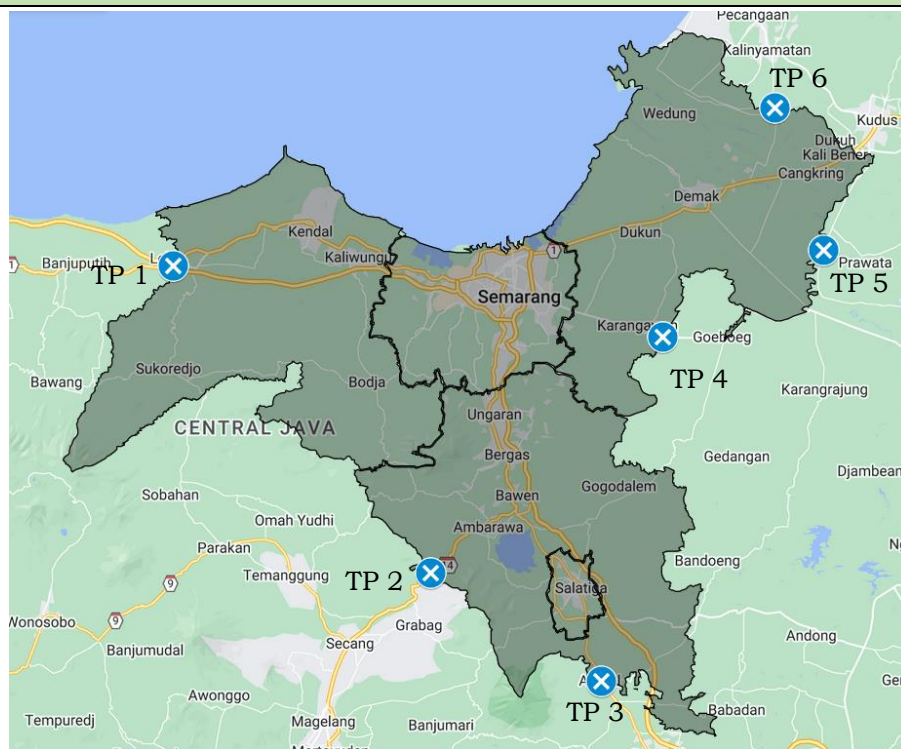 Pecangaan
Kalinyamatan
TP 6
Wedung
Kudus
Dukuh
Kali Bener
Cangkring
Demak
Kendal
Dukun
1
Kaliwungu
Banjuputih
TP 1
Prawata
TP 5
Semarang
Goeboeg
TP 4
Sukoredjo
Bawang
Bodja
Karangrajung
CENTRAL JAVA
Ungaran
Bergas
Gedangan
Djambean
Gogodalem
Sobahan
Bawen
Omah Yudhi
Ambarawa
Parakan
Temanggung
TP 2
Bandoeng
9
Salatiga
Wonosobo
9
Grabag
Secang
Andong
Banjumudal
Awonggo
TP 3
Babadan
Tempuredj
Magelang
Banjumari